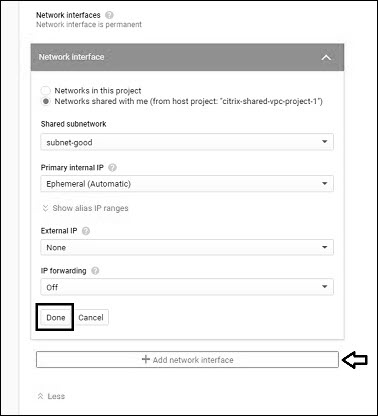 Network interfaces
Network interface is permanent
Network interface
Networks in this project
Networks shared with me (from host project: "citrix-shared-vpc-project-1")
Shared subnetwork
subnet-good
Primary internal IP
Ephemeral (Automatic)
Show alias IP ranges
External IP
None
IP forwarding
Off
Done Cancel
Add network interface
Less